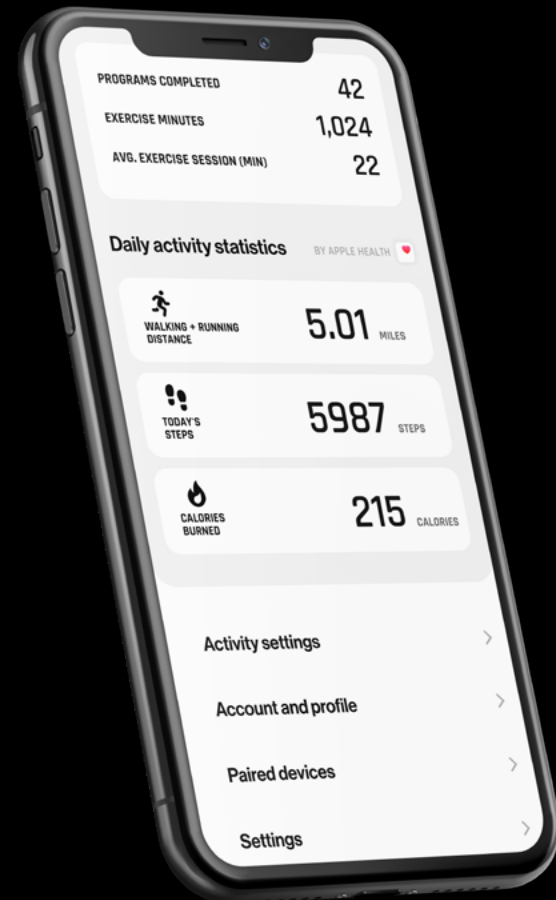 PROGRAMS COMPLETED 42
EXERCISE MINUTES 1,024
AVG. EXERCISE SESSION (MIN) 22
Daily activity statistics BY APPLE HEALTH
WALKING + RUNNING
DISTANCE
5.01 MILES
TODAY'S
STEPS
5987 STEPS
CALORIES
BURNED
215 CALORIES
Activity settings
Account and profile
Paired devices
Settings